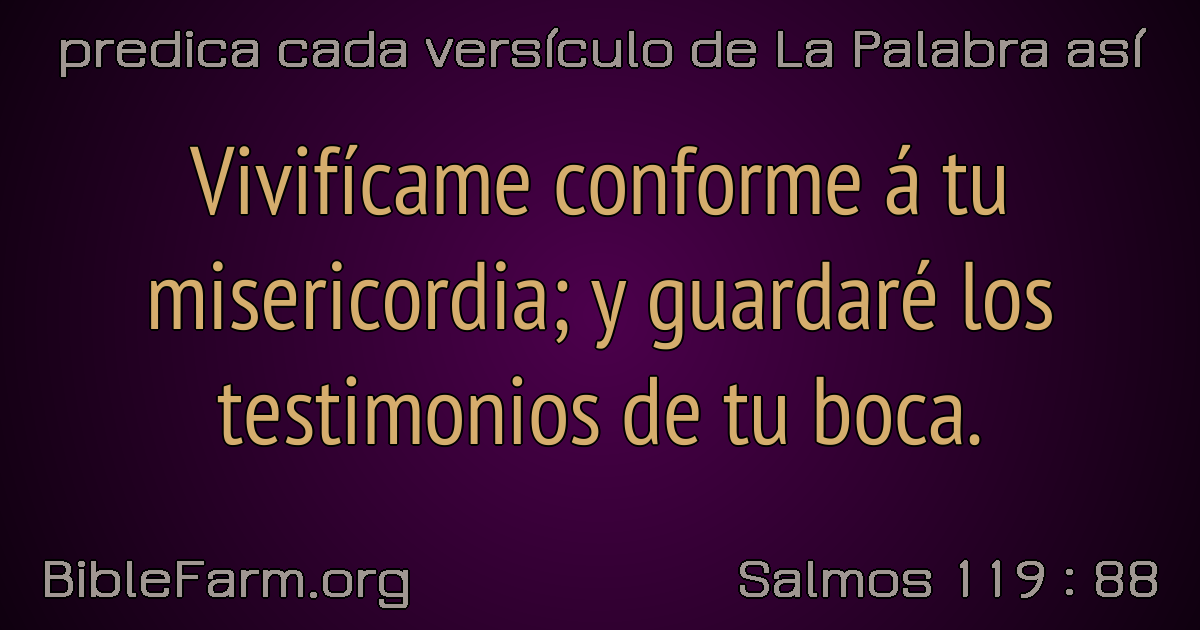 predica cada versículo de La Palabra así
Vivifícame conforme á tu
misericordia; y guardaré los
testimonios de tu boca.
BibleFarm.org
Salmos 119 : 88